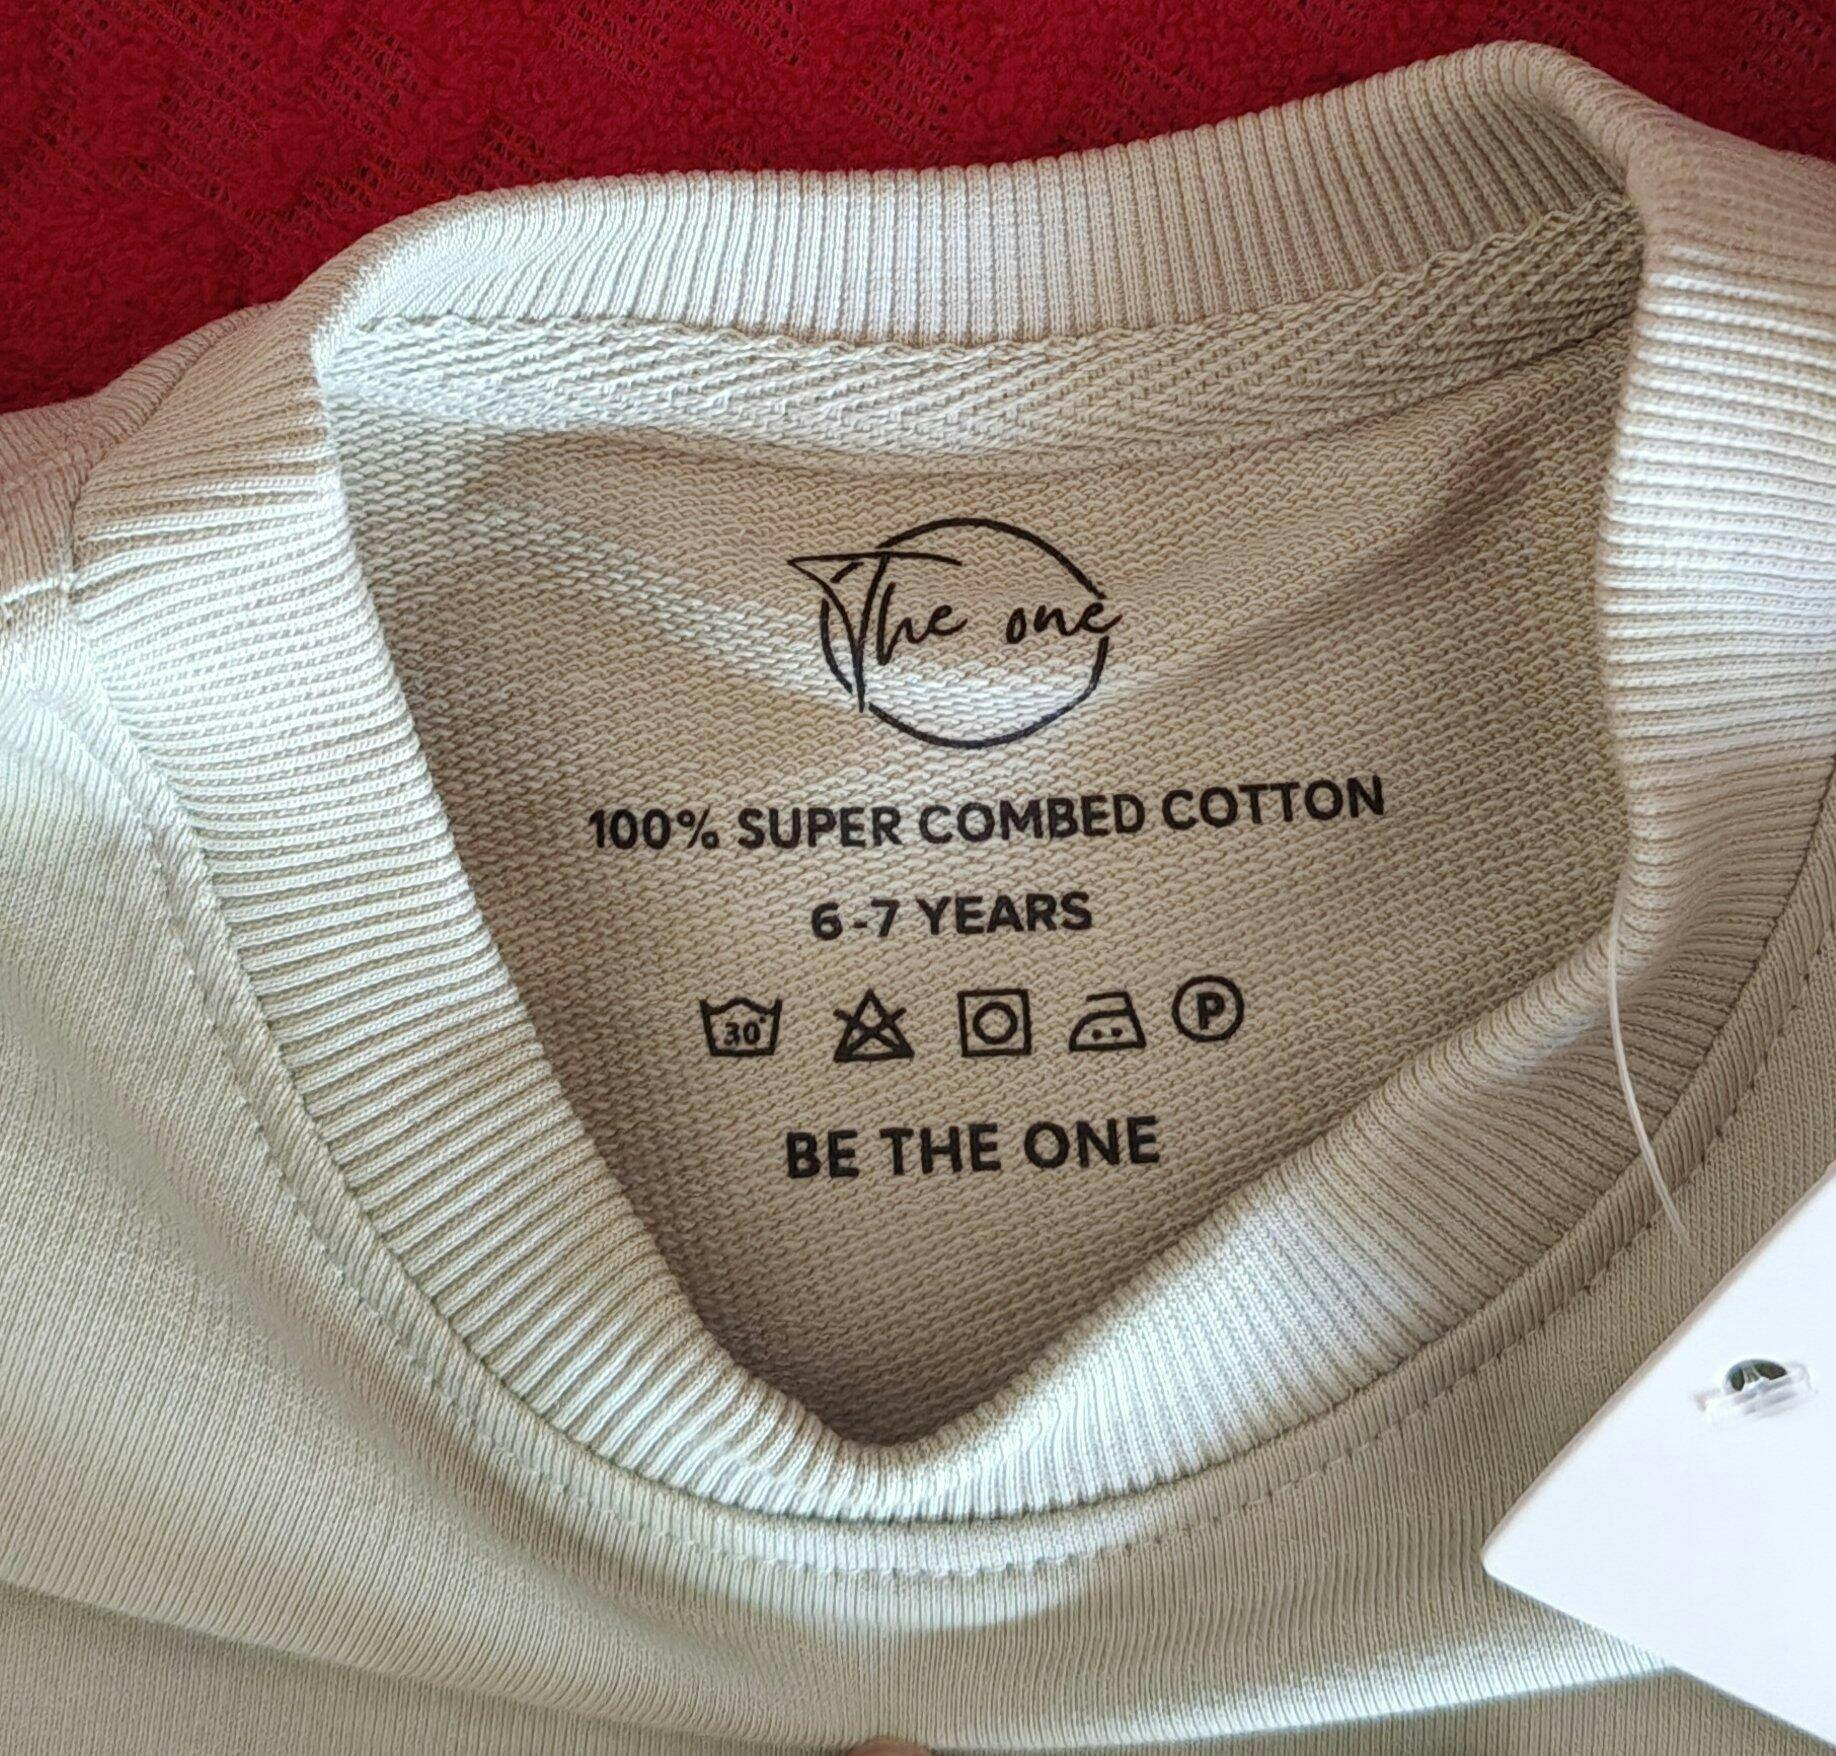 The one
100% SUPER COMBED COTTON
6-7 YEARS
30° P
BE THE ONE